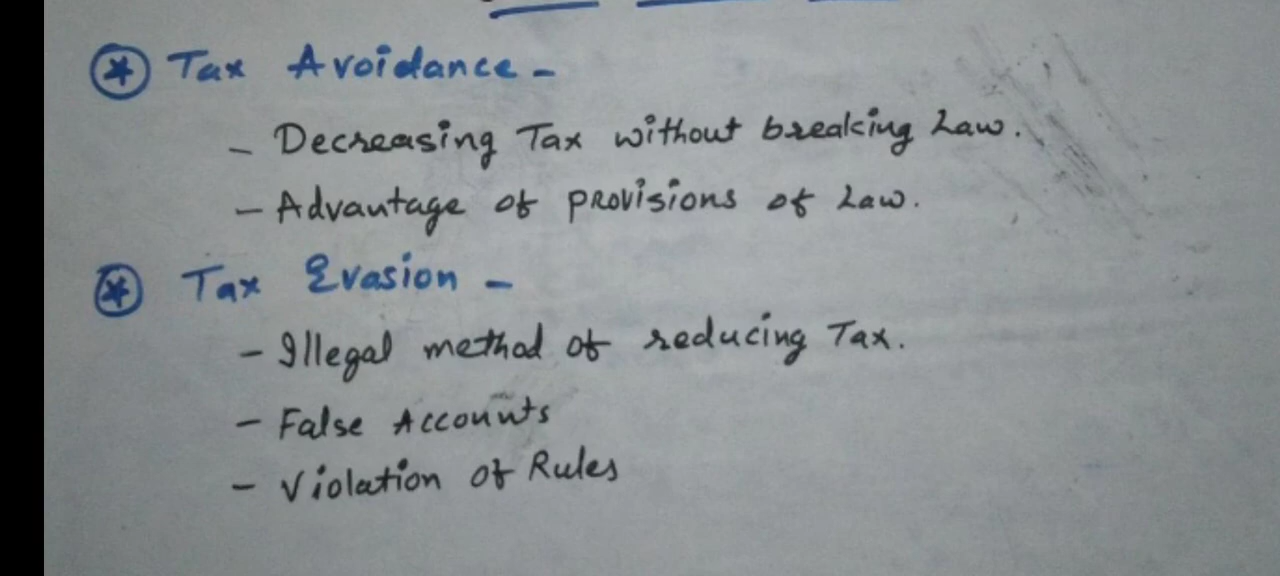 * Tax Avoidance -
- Decreasing Tax without breaking Law.
- Advantage of provisions of Law.
* Tax Evasion -
- Illegal method of reducing Tax.
- False Accounts
- Violation of Rules